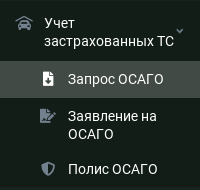 Учет
застрахованных ТС
Запрос ОСАГО
Заявление на
ОСАГО
Полис ОСАГО